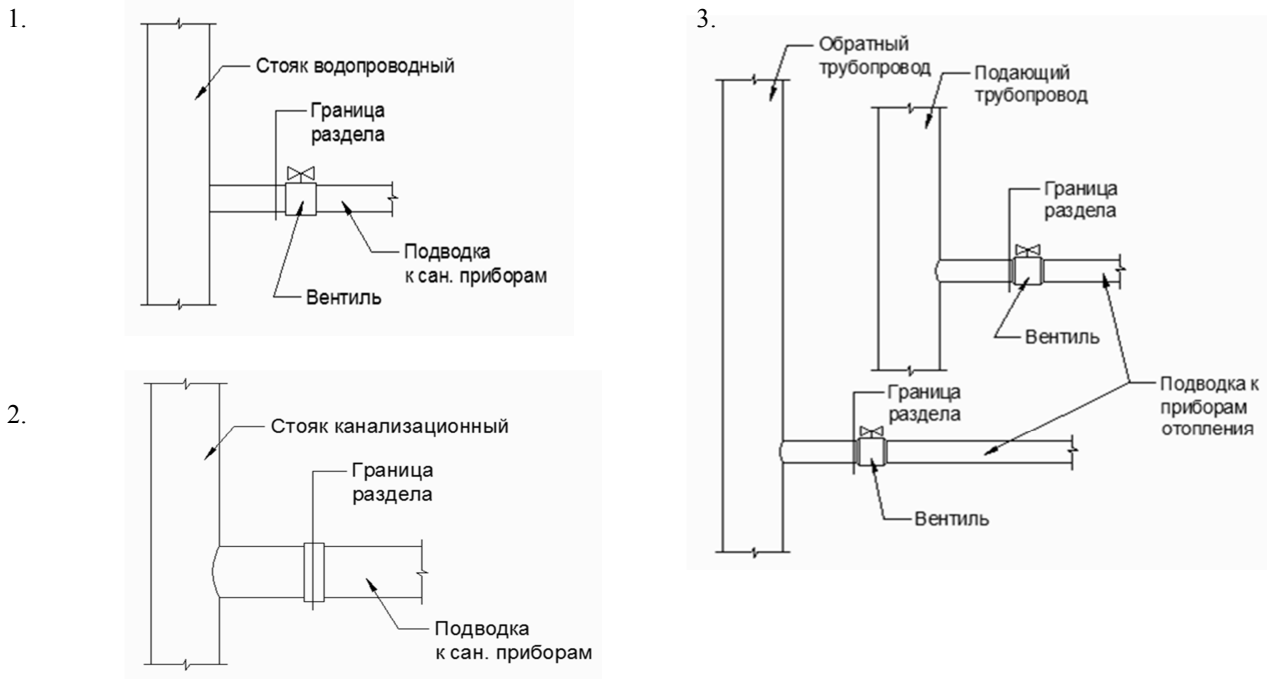 1.
Стояк водопроводный
Граница
раздела
Подводка
к сан. приборам
Вентиль
2.
Стояк канализационный
Граница
раздела
Подводка
к сан. приборам
3.
Обратный
трубопровод
Подающий
трубопровод
Граница
раздела
Вентиль
Подводка к
приборам
отопления
Граница
раздела
Вентиль